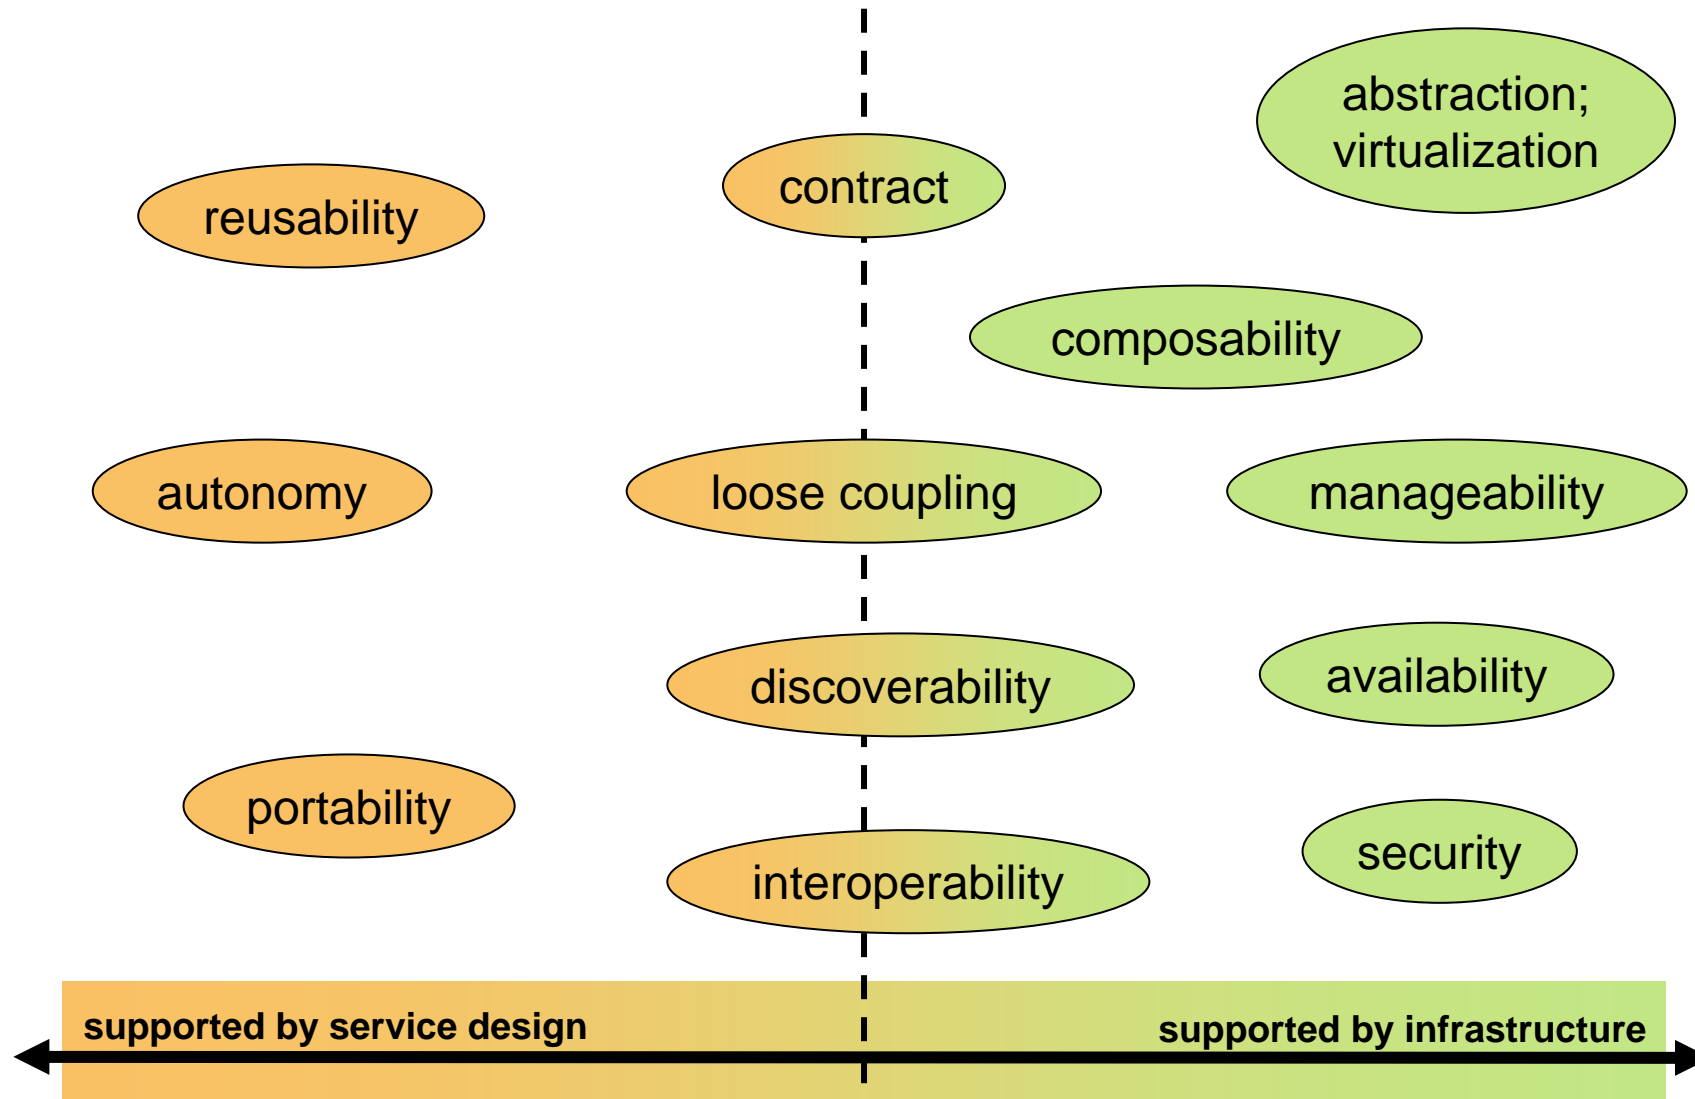 abstraction;
virtualization
contract
reusability
composability
autonomy
loose coupling
manageability
discoverability
availability
portability
security
interoperability
supported by service design
supported by infrastructure